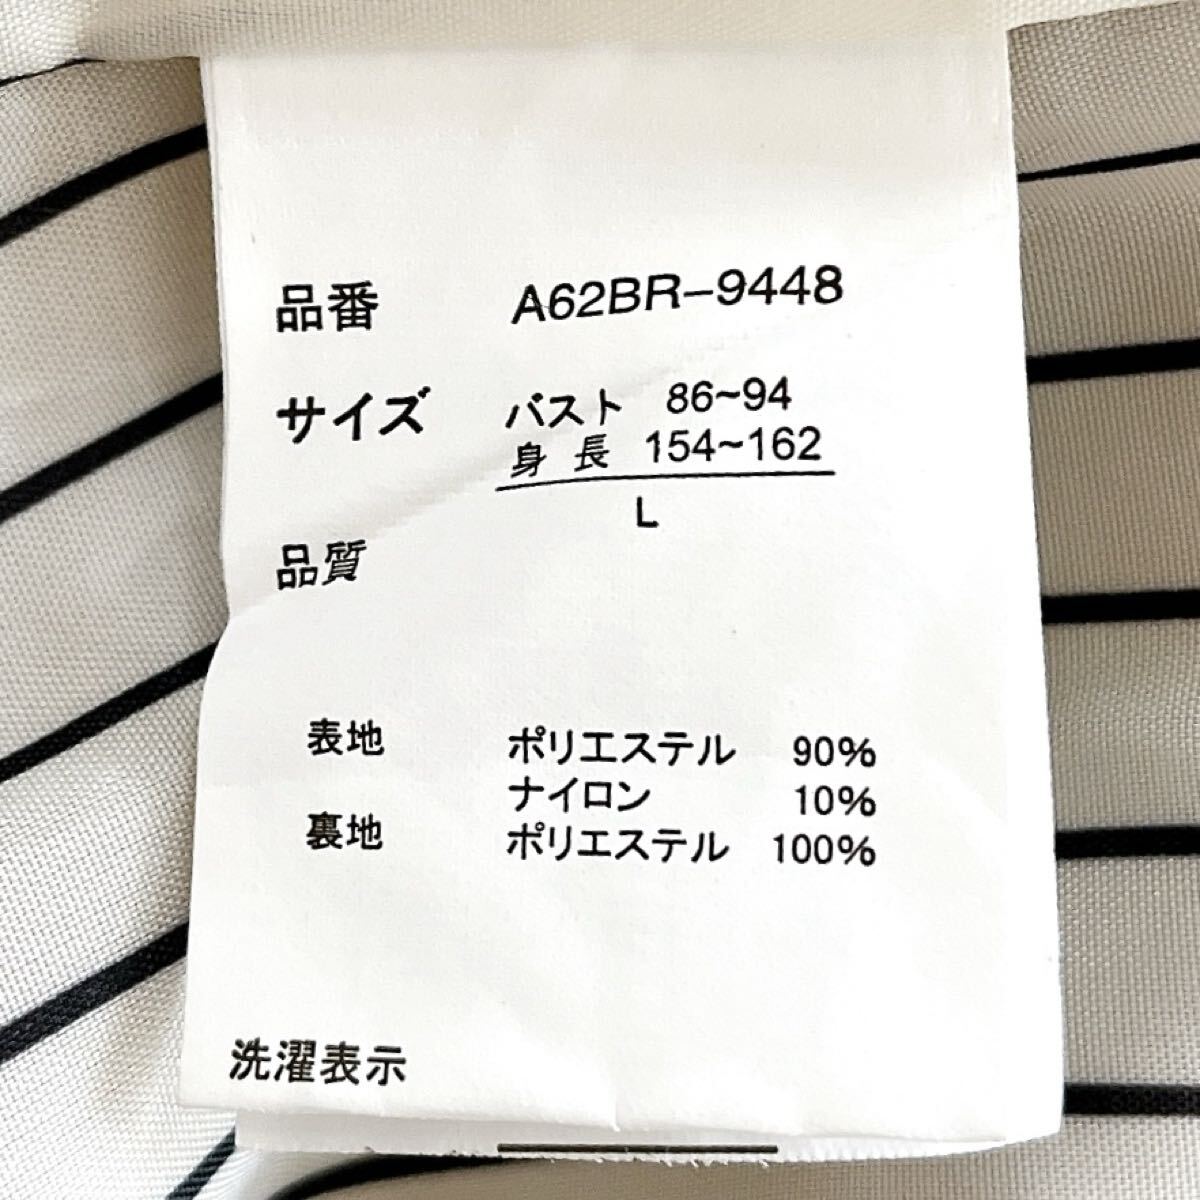 品番 A62BR-9448
サイズ バスト 86~94
身長 154~162
L
品質
表地 ポリエステル 90%
ナイロン 10%
裏地 ポリエステル 100%
洗濯表示